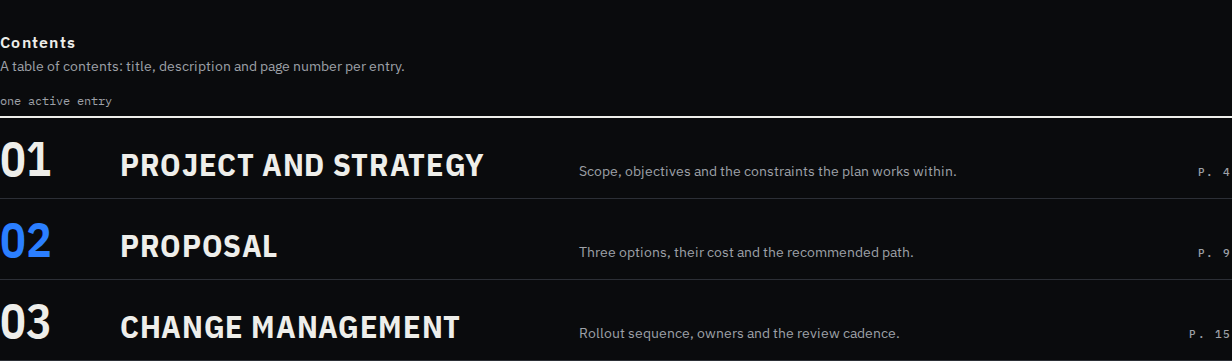 Contents
A table of contents: title, description and page number per entry.
one active entry
01 PROJECT AND STRATEGY Scope, objectives and the constraints the plan works within. P. 4
02 PROPOSAL Three options, their cost and the recommended path. P. 9
03 CHANGE MANAGEMENT Rollout sequence, owners and the review cadence. P. 15